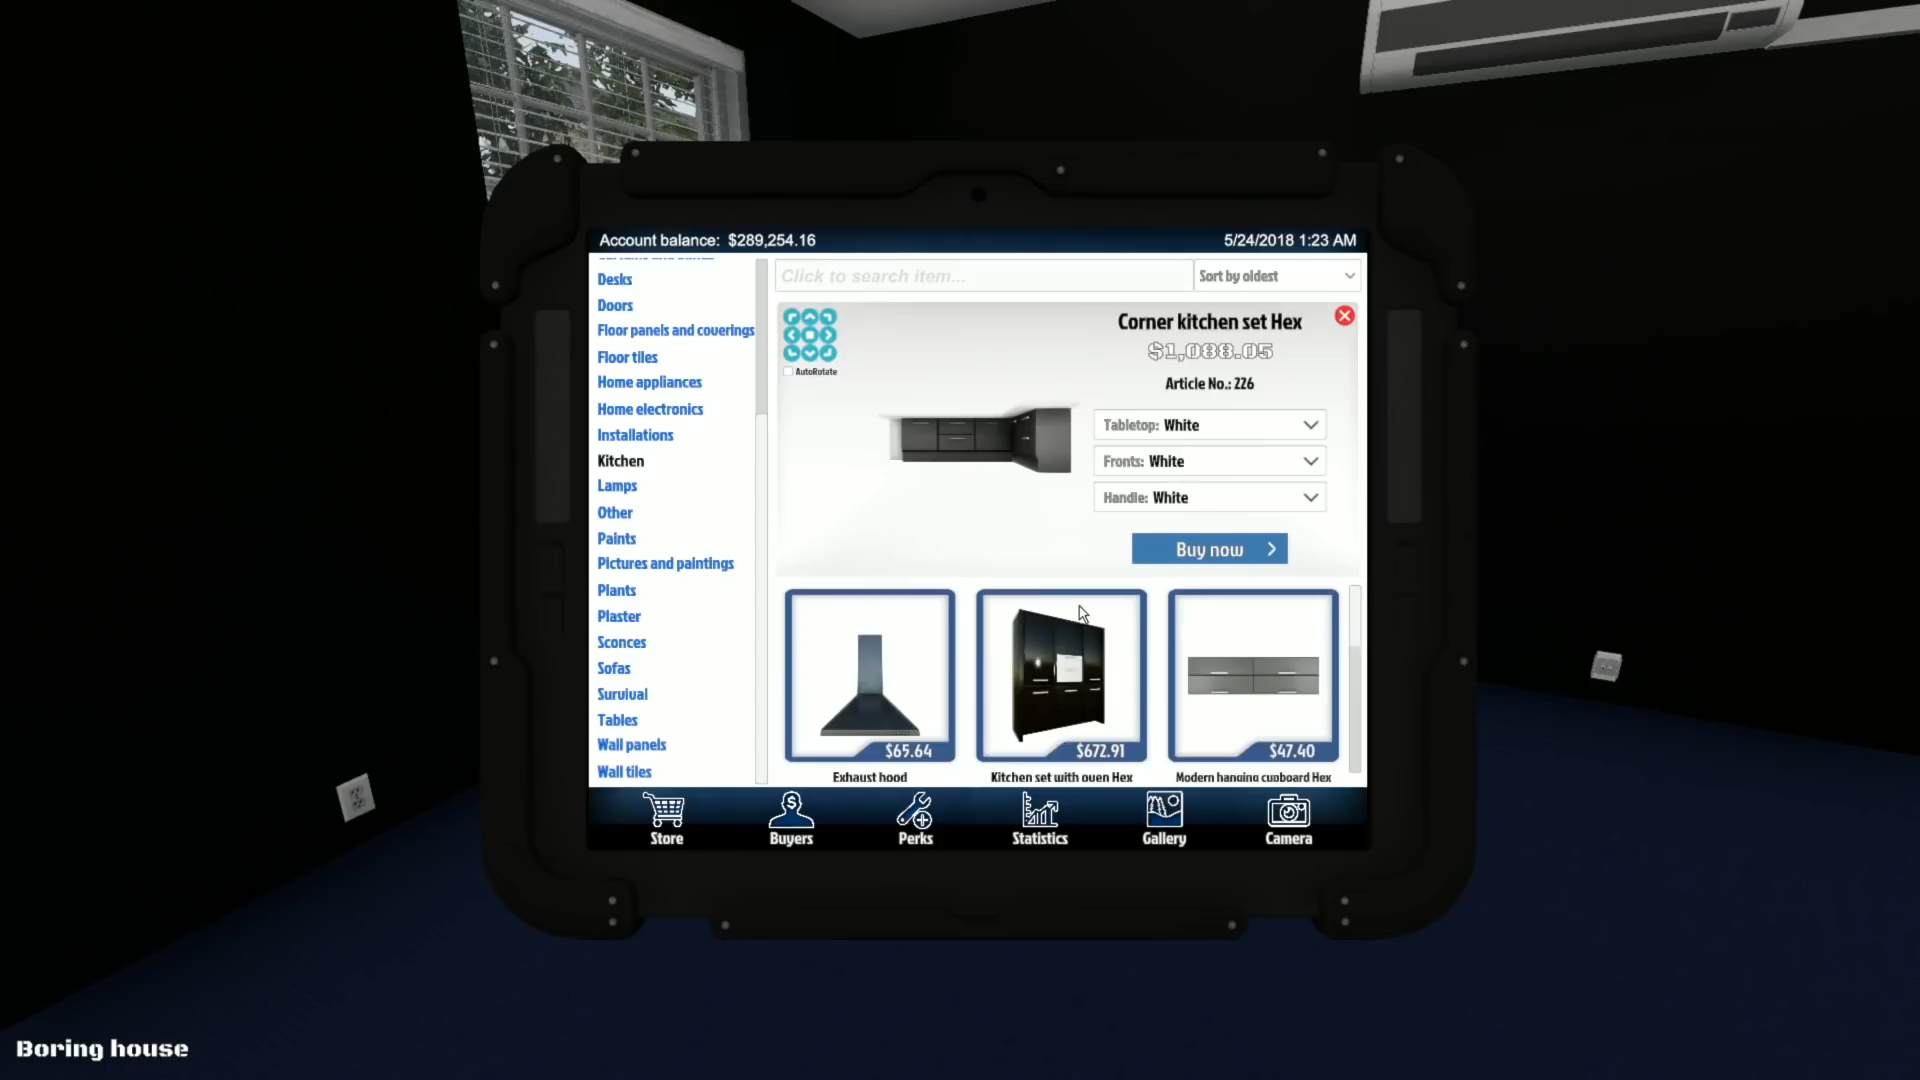 Account balance: $289,254.16
5/24/2018 1:23 AM
Desks
Doors
Floor panels and coverings
Floor tiles
Home appliances
Home electronics
Installations
Kitchen
Lamps
Other
Paints
Pictures and paintings
Plants
Plaster
Sconces
Sofas
Survival
Tables
Wall panels
Wall tiles
Click to search item...
Sort by oldest
AutoRotate
Corner kitchen set Hex
$1,088.05
Article No.: 226
Tabletop: White
Fronts: White
Handle: White
Buy now
$65.64
Exhaust hood
$672.91
Kitchen set with oven Hex
$47.40
Modern hanging cupboard Hex
Store
Buyers
Perks
Statistics
Gallery
Camera
Boring house